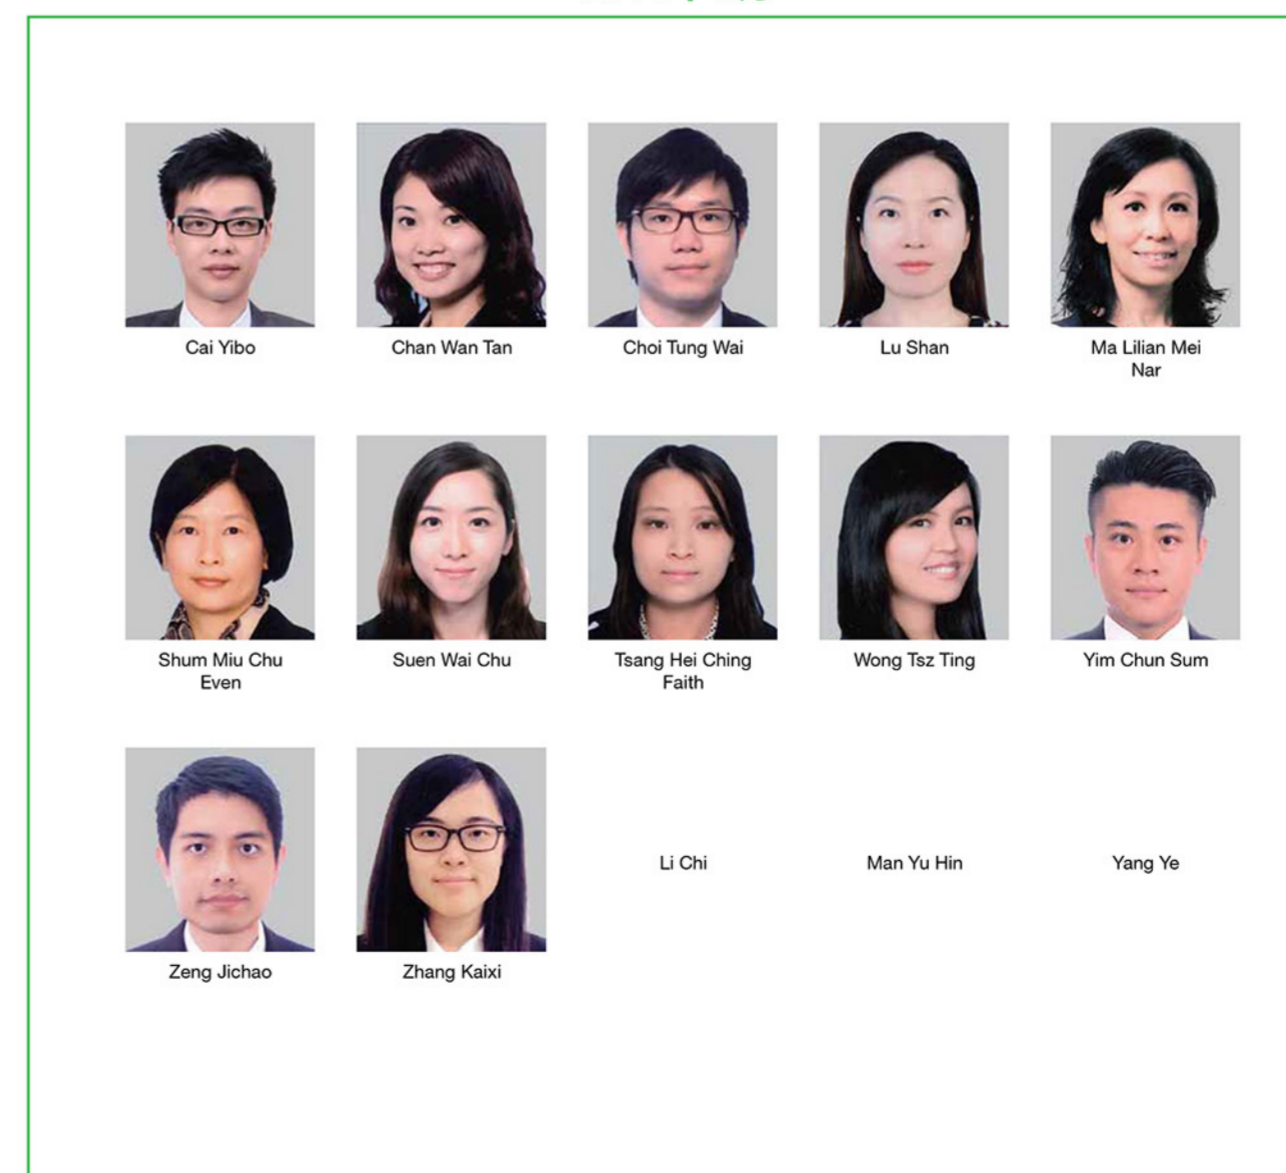 Cai Yibo
Chan Wan Tan
Choi Tung Wai
Lu Shan
Ma Lilian Mei
Nar
Shum Miu Chu
Even
Suen Wai Chu
Tsang Hei Ching
Faith
Wong Tsz Ting
Yim Chun Sum
Zeng Jichao
Zhang Kaixi
Li Chi
Man Yu Hin
Yang Ye